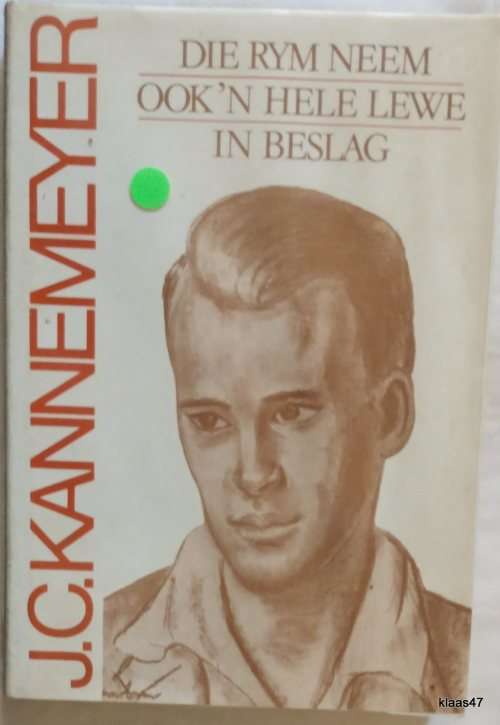 J.C.KANNEMEYER
DIE RYM NEEM
OOK 'N HELE LEWE
IN BESLAG
klaas47